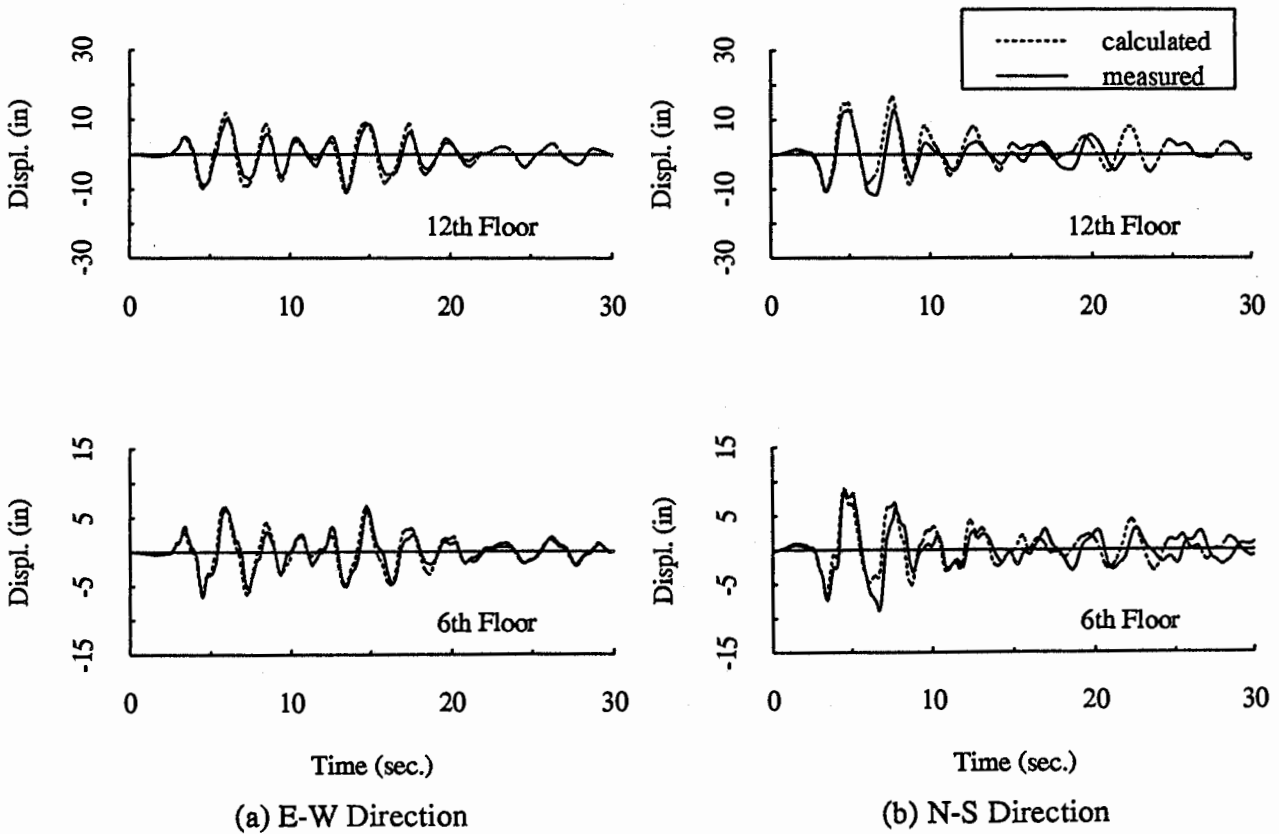 calculated
measured
Displ. (in)
30
10
-10
-30
12th Floor
0 10 20 30
Displ. (in)
30
10
-10
-30
12th Floor
0 10 20 30
Displ. (in)
15
5
-5
-15
6th Floor
0 10 20 30
Time (sec.)
(a) E-W Direction
Displ. (in)
15
5
-5
-15
6th Floor
0 10 20 30
Time (sec.)
(b) N-S Direction